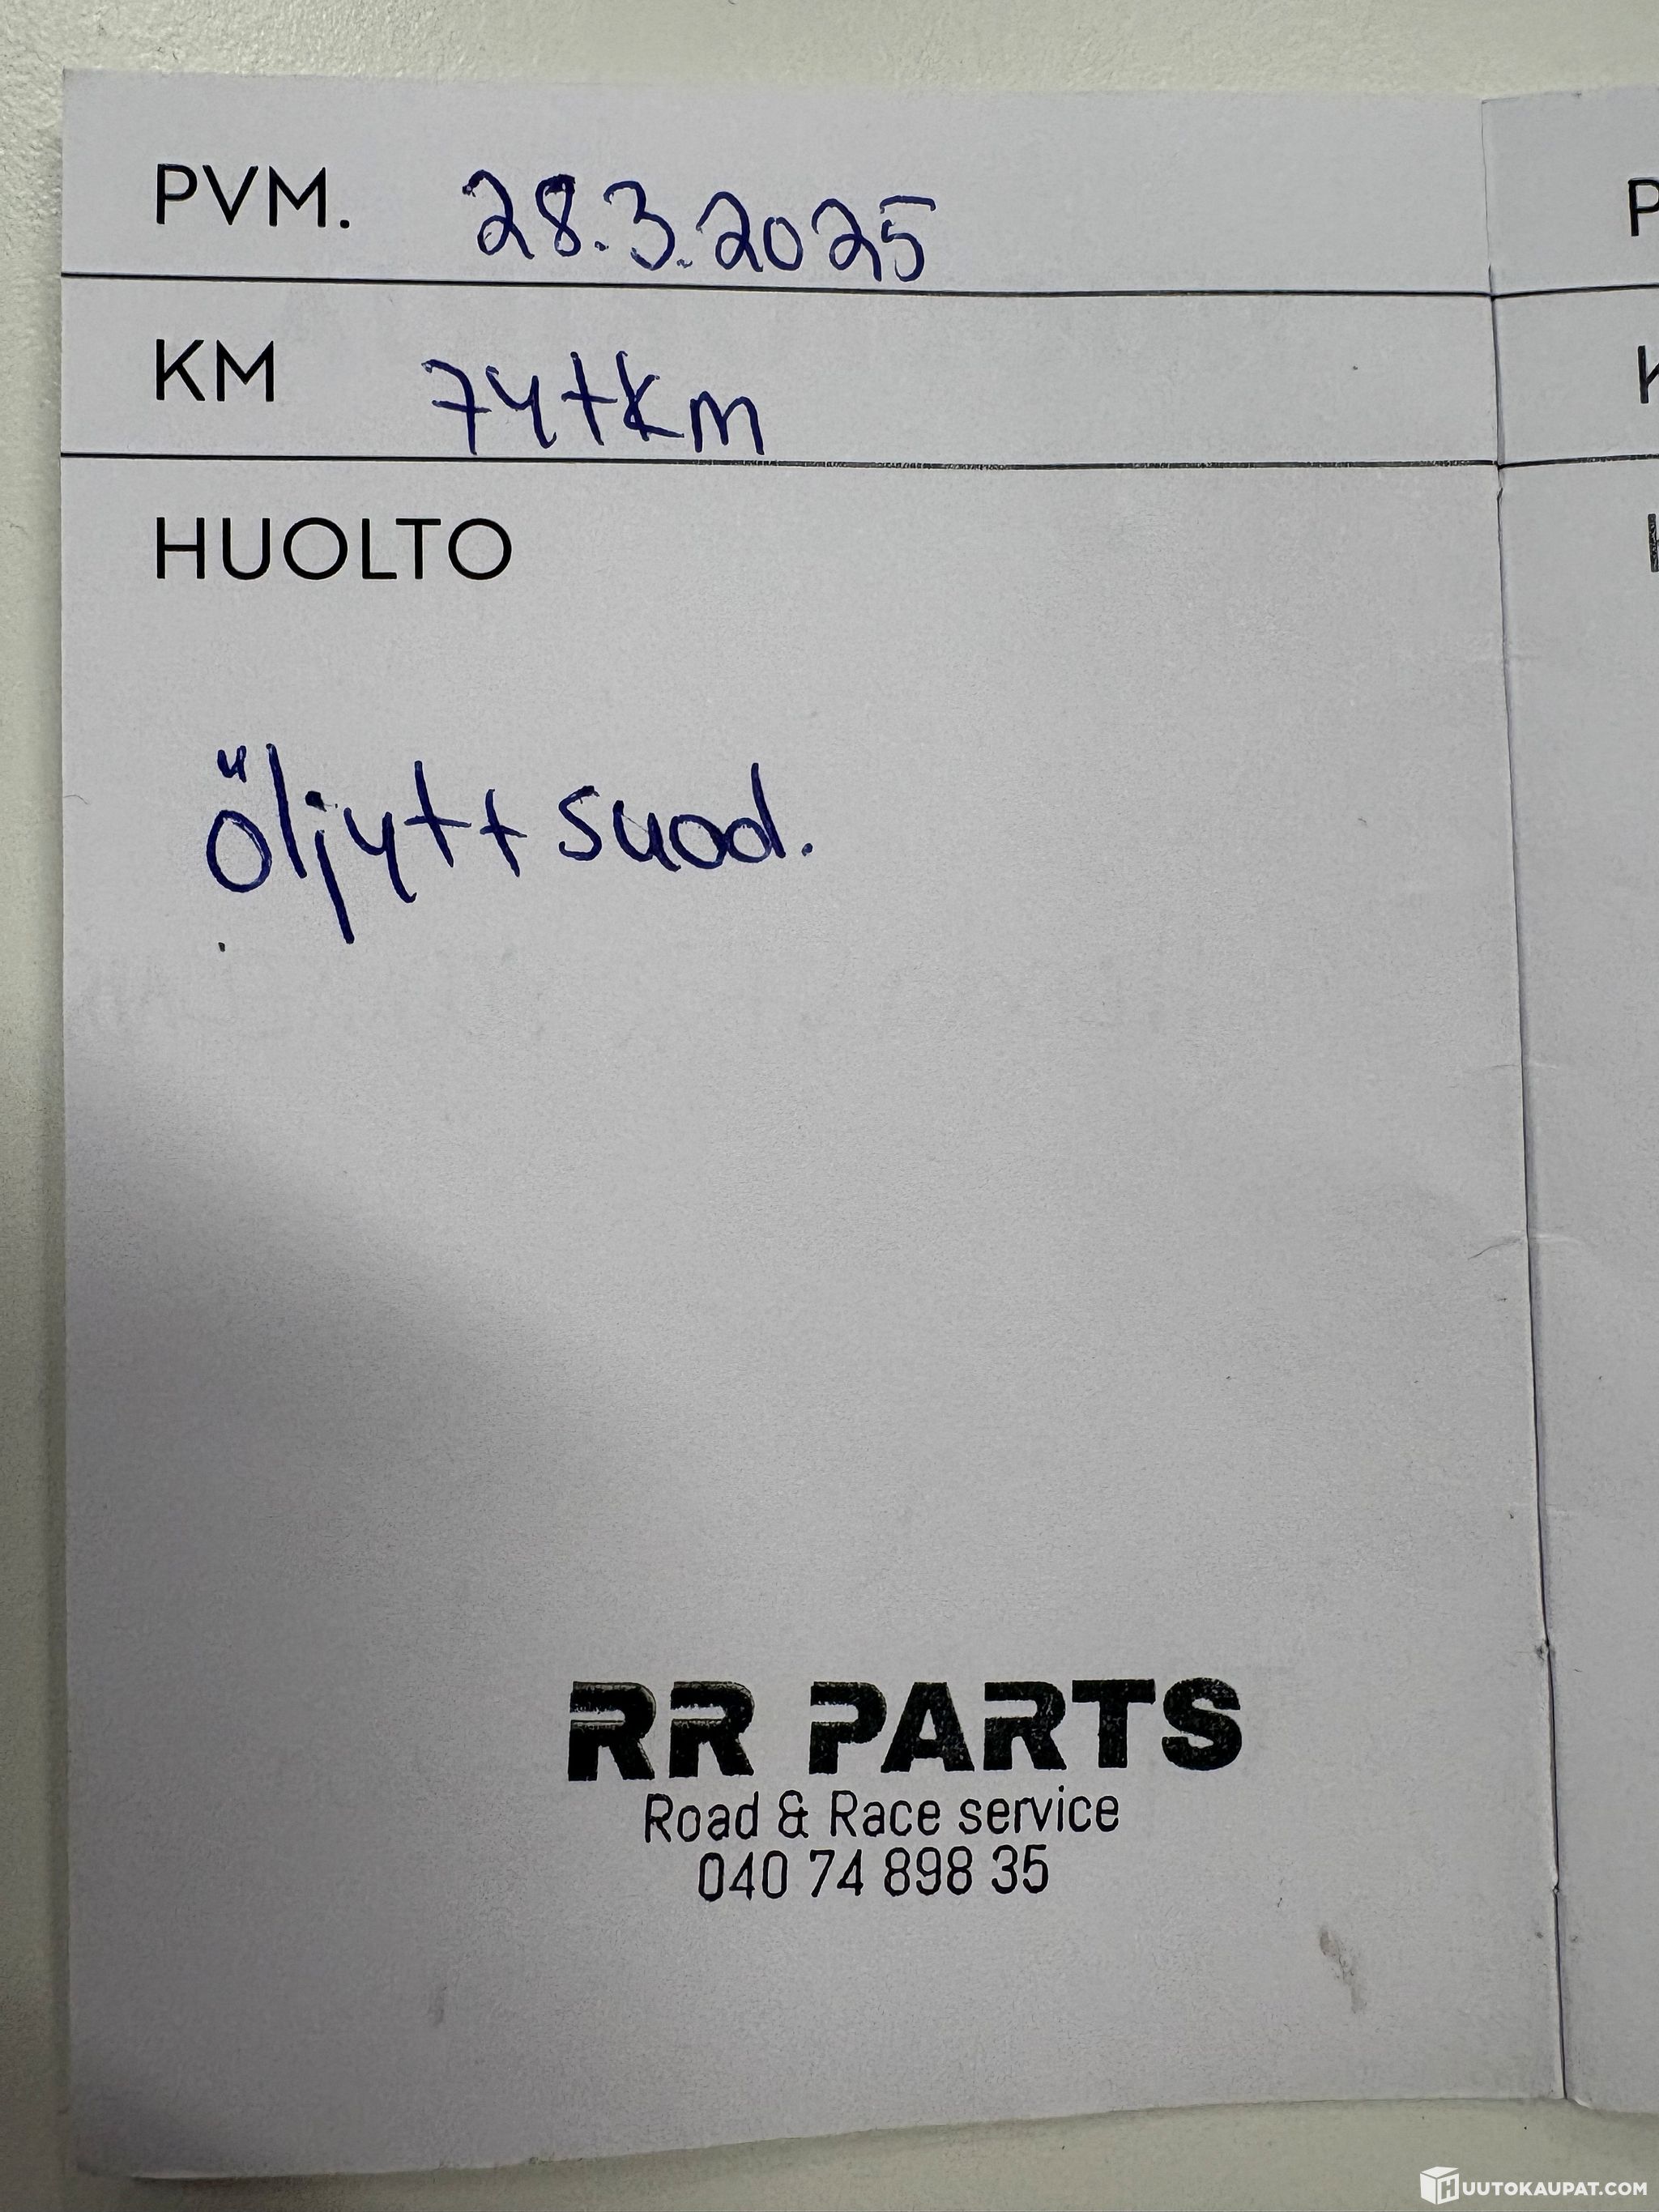 PVM. 28.3.2025
KM 74tkm
HUOLTO
öljyt+suod.
RR PARTS
Road & Race service
040 74 898 35
HUUTOKAUPAT.COM